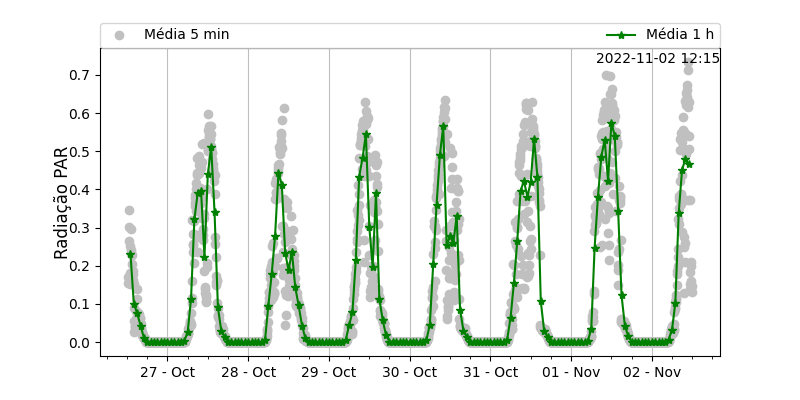 Média 5 min
Média 1 h
2022-11-02 12:15
Radiação PAR
0.7
0.6
0.5
0.4
0.3
0.2
0.1
0.0
27 - Oct
28 - Oct
29 - Oct
30 - Oct
31 - Oct
01 - Nov
02 - Nov